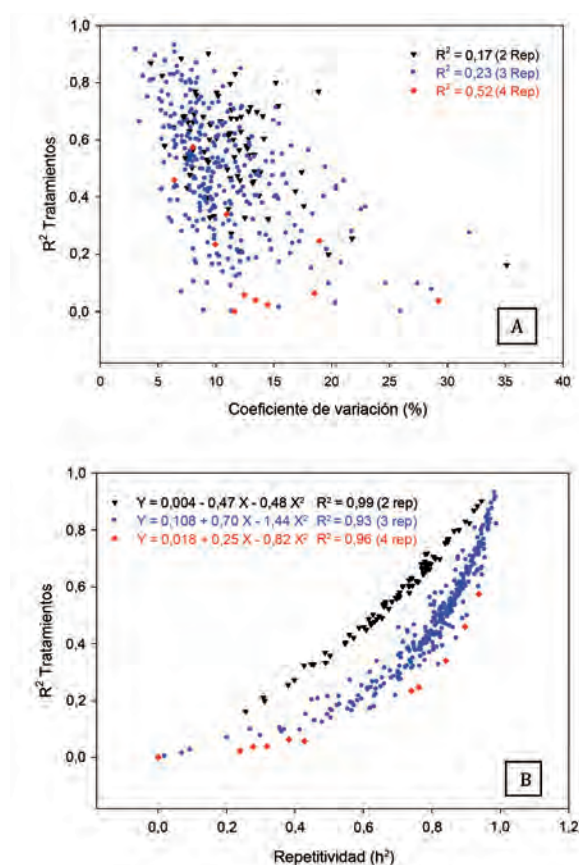 1,0
0,8
0,6
0,4
0,2
0,0
R² Tratamientos
R² = 0,17 (2 Rep)
R² = 0,23 (3 Rep)
R² = 0,52 (4 Rep)
A
0 5 10 15 20 25 30 35 40
Coeficiente de variación (%)
1,0
0,8
0,6
0,4
0,2
0,0
R² Tratamientos
Y = 0,004 - 0,47 X - 0,48 X² R² = 0,99 (2 rep)
Y = 0,108 + 0,70 X - 1,44 X² R² = 0,93 (3 rep)
Y = 0,018 + 0,25 X - 0,82 X² R² = 0,96 (4 rep)
B
0,0 0,2 0,4 0,6 0,8 1,0 1,2
Repetitividad (h²)